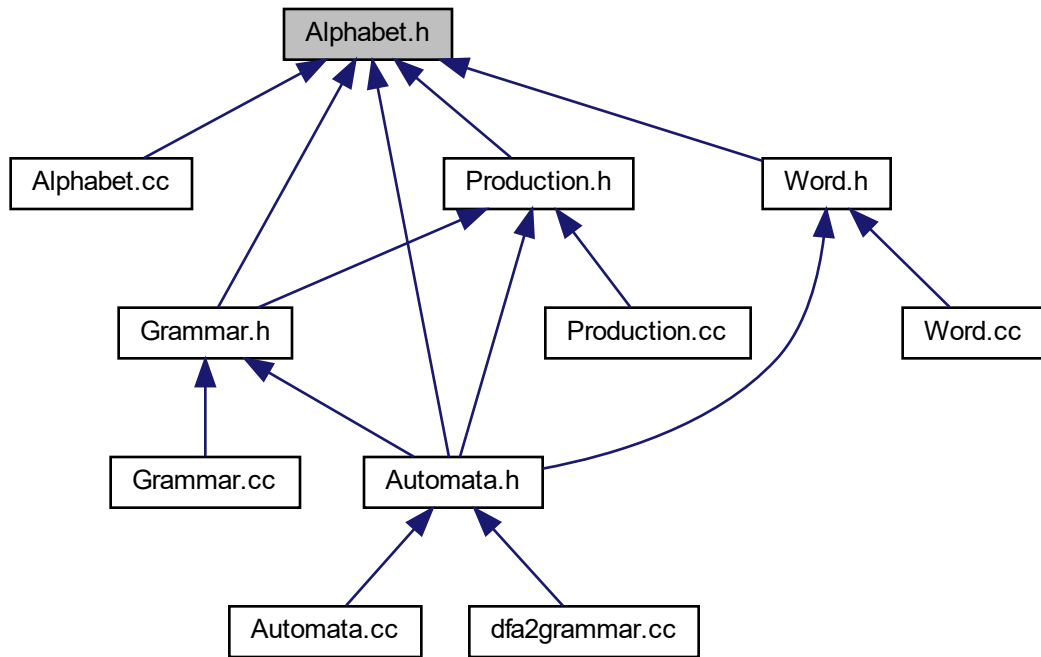 Alphabet.h
Alphabet.cc
Production.h
Word.h
Grammar.h
Production.cc
Word.cc
Grammar.cc
Automata.h
Automata.cc
dfa2grammar.cc